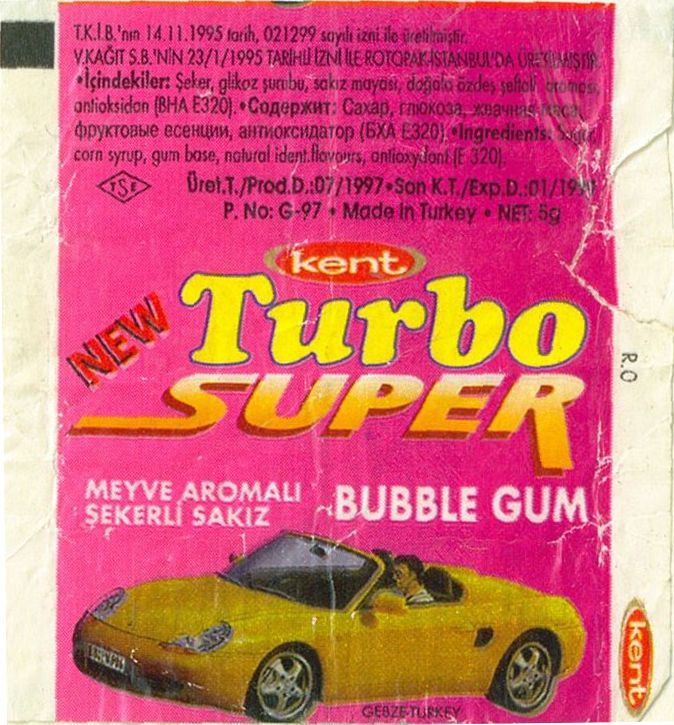 T.K.İ.B.'nın 14.11.1995 tarih, 021299 sayılı izni ile üretilmiştir.
V.KAĞIT S.B.'NİN 23/1/1995 TARİHLİ İZNİ İLE ROTOPAK-İSTANBUL'DA ÜRETİLMİŞTİR.
•İçindekiler: Şeker, glikoz şurubu, sakız mayası, doğala özdeş şeftali aroması,
antioksidan (BHA E320).•Содержит: Сахар, глюкоза, жвачная маса,
фруктовые есенции, антиоксидатор (БХА Е320).•Ingredients: Sugar,
corn syrup, gum base, natural ident.flavours, antioxydant (E 320).
TSE
Üret.T./Prod.D.:07/1997•Son K.T./Exp.D.:01/199
P. No: G-97 • Made in Turkey • NET: 5g
kent
NEW
Turbo
SUPER
R.O
MEYVE AROMALI
ŞEKERLİ SAKIZ
BUBBLE GUM
GEBZE-TURKEY
kent